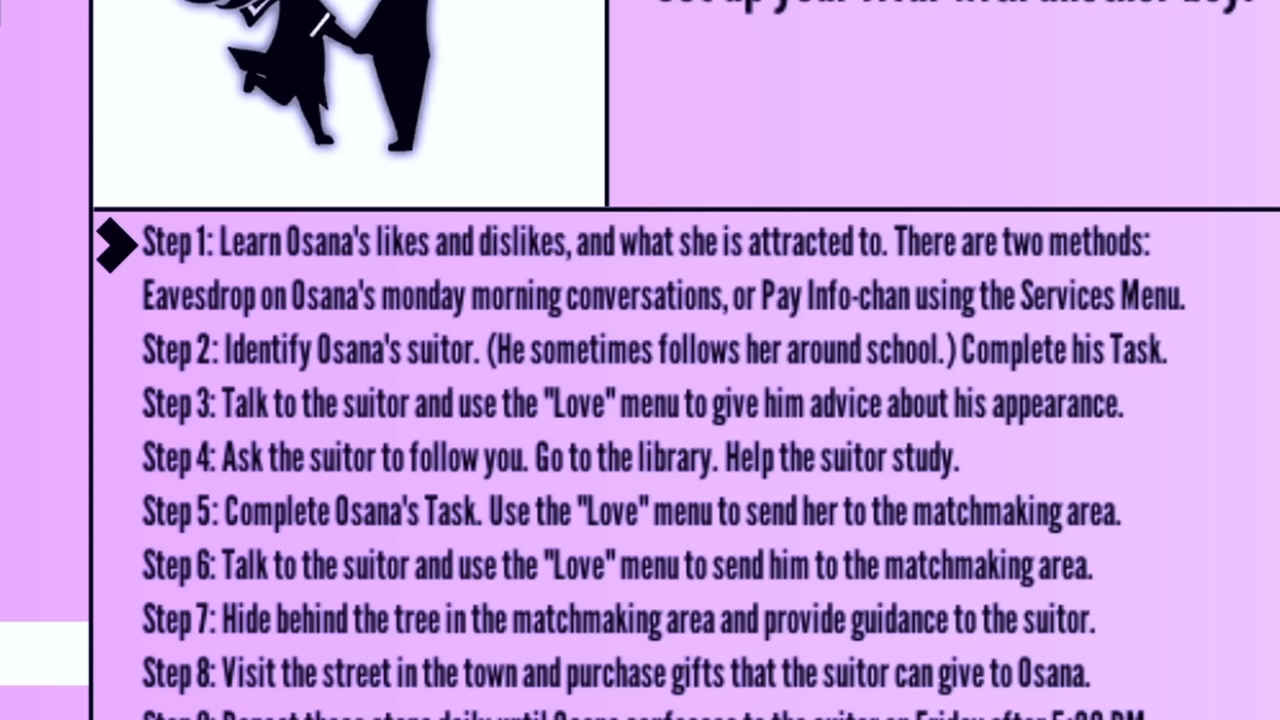 Step 1: Learn Osana's likes and dislikes, and what she is attracted to. There are two methods:
Eavesdrop on Osana's monday morning conversations, or Pay Info-chan using the Services Menu.
Step 2: Identify Osana's suitor. (He sometimes follows her around school.) Complete his Task.
Step 3: Talk to the suitor and use the "Love" menu to give him advice about his appearance.
Step 4: Ask the suitor to follow you. Go to the library. Help the suitor study.
Step 5: Complete Osana's Task. Use the "Love" menu to send her to the matchmaking area.
Step 6: Talk to the suitor and use the "Love" menu to send him to the matchmaking area.
Step 7: Hide behind the tree in the matchmaking area and provide guidance to the suitor.
Step 8: Visit the street in the town and purchase gifts that the suitor can give to Osana.